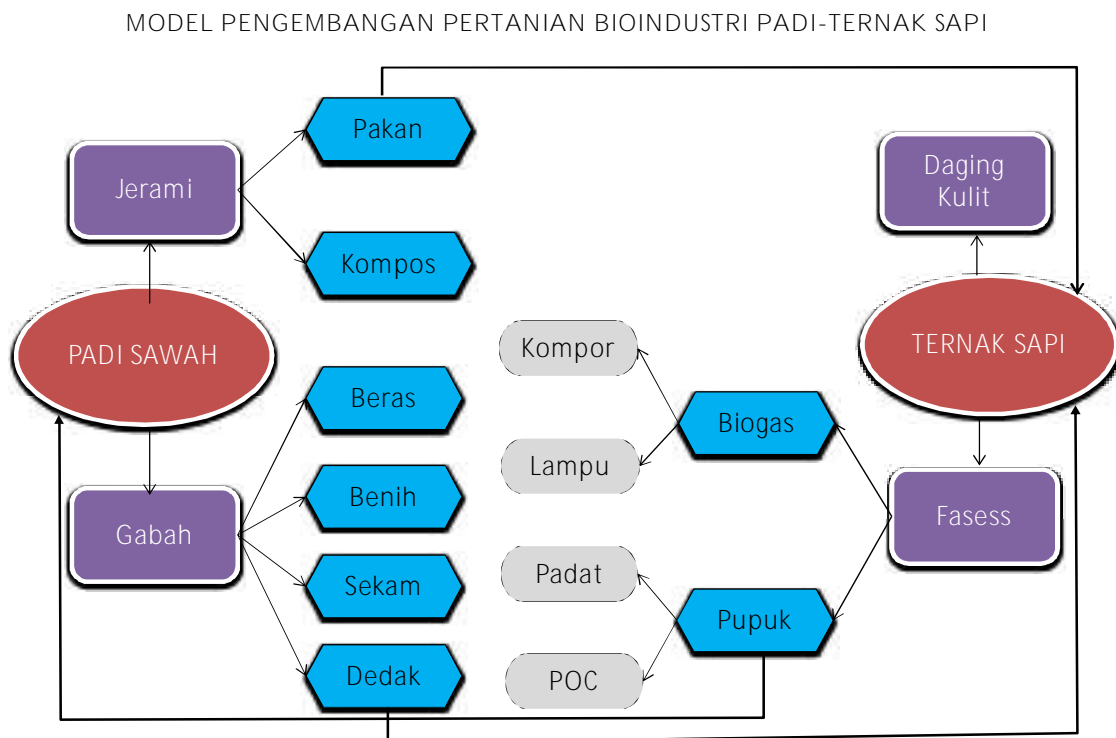 MODEL PENGEMBANGAN PERTANIAN BIOINDUSTRI PADI-TERNAK SAPI
Pakan
Jerami
Daging
Kulit
Kompos
PADI SAWAH
TERNAK SAPI
Kompor
Beras
Biogas
Lampu
Benih
Gabah
Fasess
Padat
Sekam
Pupuk
Dedak
POC